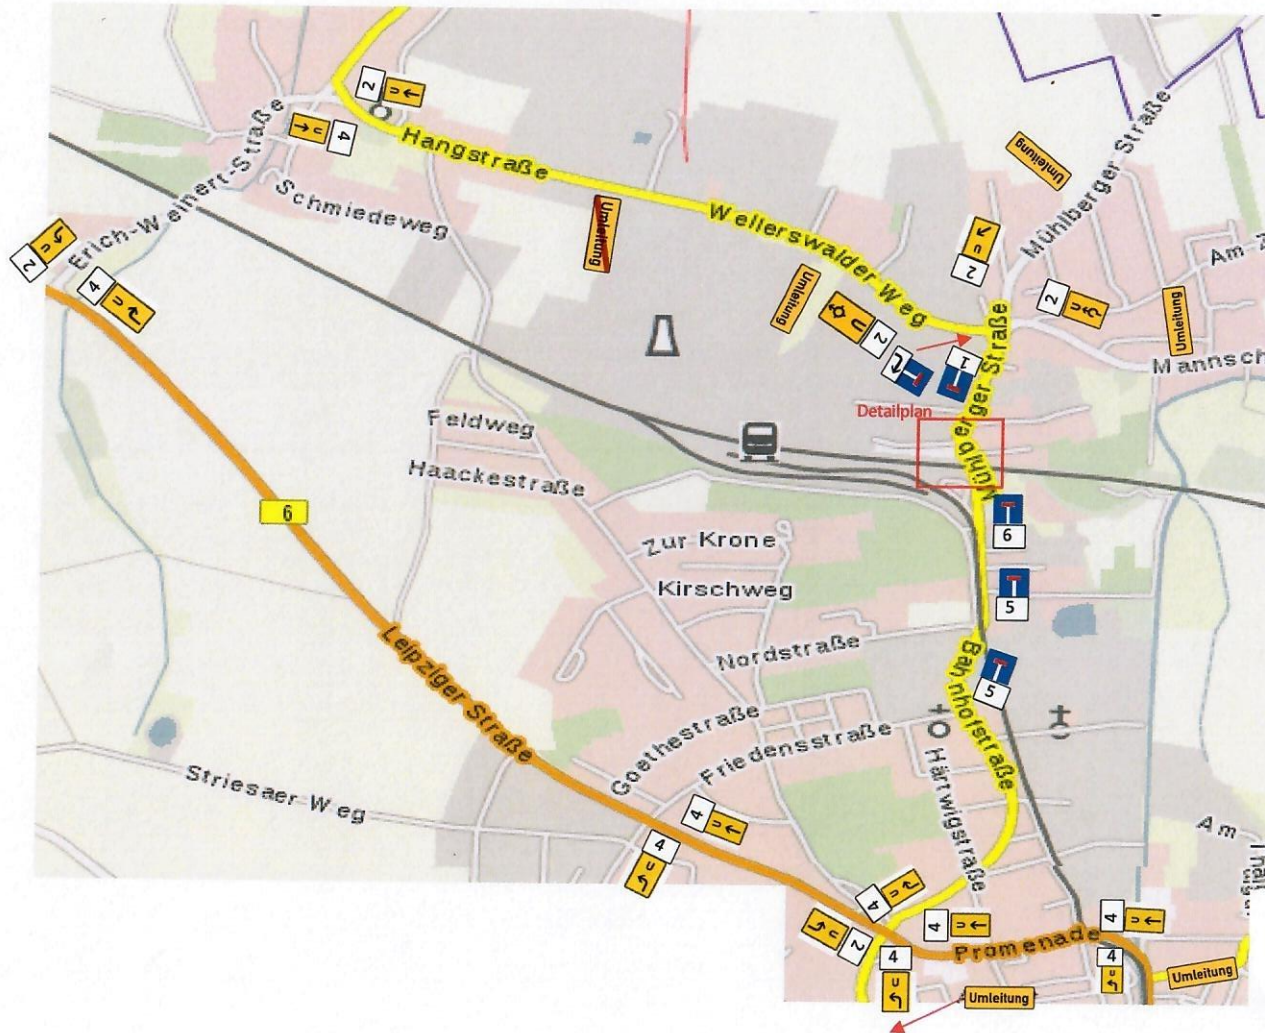 2
U
U
4
Hangstraße
Erich-Weinert-Straße
Schmiedeweg
Umleitung
Wellerswalder Weg
Umleitung
Mühlberger Straße
Am Z
2
U
4
U
U
2
2
U
Umleitung
Umleitung
U
2
1
Mannsch
Detailplan
Mühlberger Straße
Feldweg
Haackestraße
6
6
Zur Krone
Kirschweg
5
Nordstraße
Bahnhofstraße
5
Leipziger Straße
Goethestraße
Friedensstraße
Härtwigstraße
Striesaer Weg
Am
4
U
4
U
4
U
U
2
4
U
4
U
Promenade
4
U
4
U
Umleitung
Umleitung